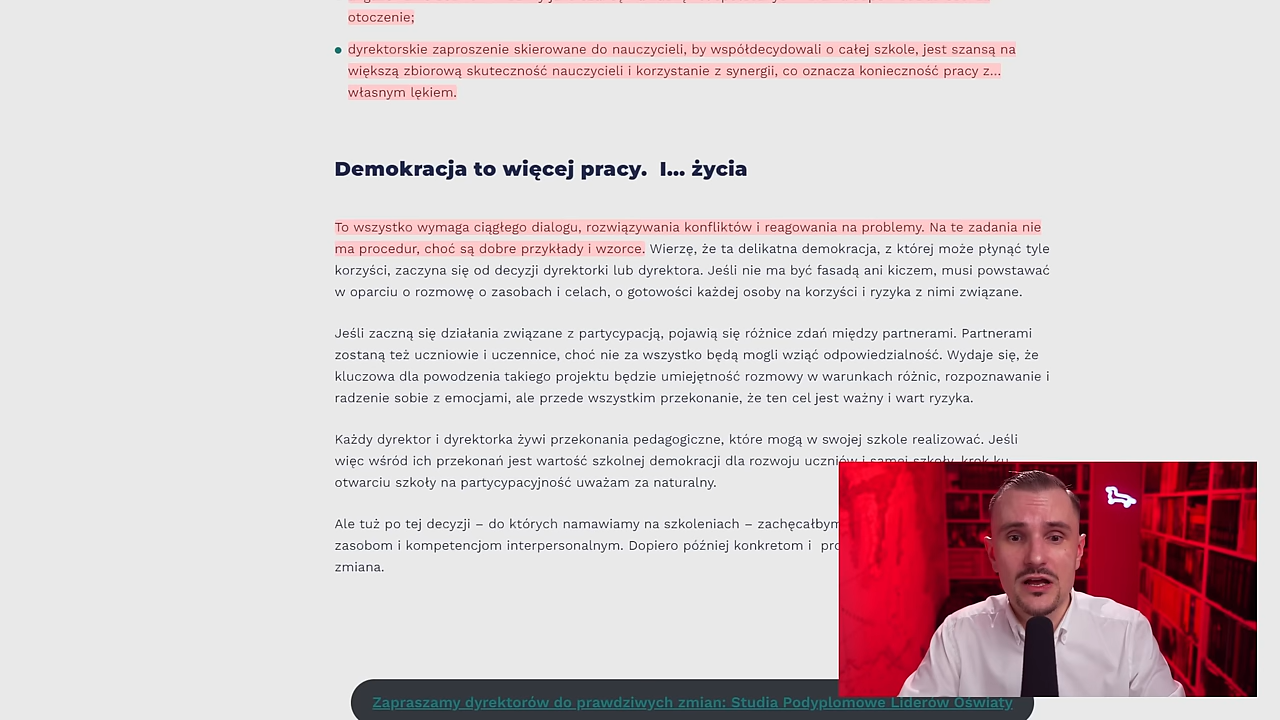 otoczenie;
dyrektorskie zaproszenie skierowane do nauczycieli, by współdecydowali o całej szkole, jest szansą na
większą zbiorową skuteczność nauczycieli i korzystanie z synergii, co oznacza konieczność pracy z...
własnym lękiem.
Demokracja to więcej pracy.  I... życia
To wszystko wymaga ciągłego dialogu, rozwiązywania konfliktów i reagowania na problemy. Na te zadania nie
ma procedur, choć są dobre przykłady i wzorce. Wierzę, że ta delikatna demokracja, z której może płynąć tyle
korzyści, zaczyna się od decyzji dyrektorki lub dyrektora. Jeśli nie ma być fasadą ani kiczem, musi powstawać
w oparciu o rozmowę o zasobach i celach, o gotowości każdej osoby na korzyści i ryzyka z nimi związane.
Jeśli zaczną się działania związane z partycypacją, pojawią się różnice zdań między partnerami. Partnerami
zostaną też uczniowie i uczennice, choć nie za wszystko będą mogli wziąć odpowiedzialność. Wydaje się, że
kluczowa dla powodzenia takiego projektu będzie umiejętność rozmowy w warunkach różnic, rozpoznawanie i
radzenie sobie z emocjami, ale przede wszystkim przekonanie, że ten cel jest ważny i wart ryzyka.
Każdy dyrektor i dyrektorka żywi przekonania pedagogiczne, które mogą w swojej szkole realizować. Jeśli
więc wśród ich przekonań jest wartość szkolnej demokracji dla rozwoju uczniów i samej szkoły, krok ku
otwarciu szkoły na partycypacyjność uważam za naturalny.
Ale tuż po tej decyzji – do których namawiamy na szkoleniach – zachęcałbym
zasobom i kompetencjom interpersonalnym. Dopiero później konkretom i
zmiana.
Zapraszamy dyrektorów do prawdziwych zmian: Studia Podyplomowe Liderów Oświaty